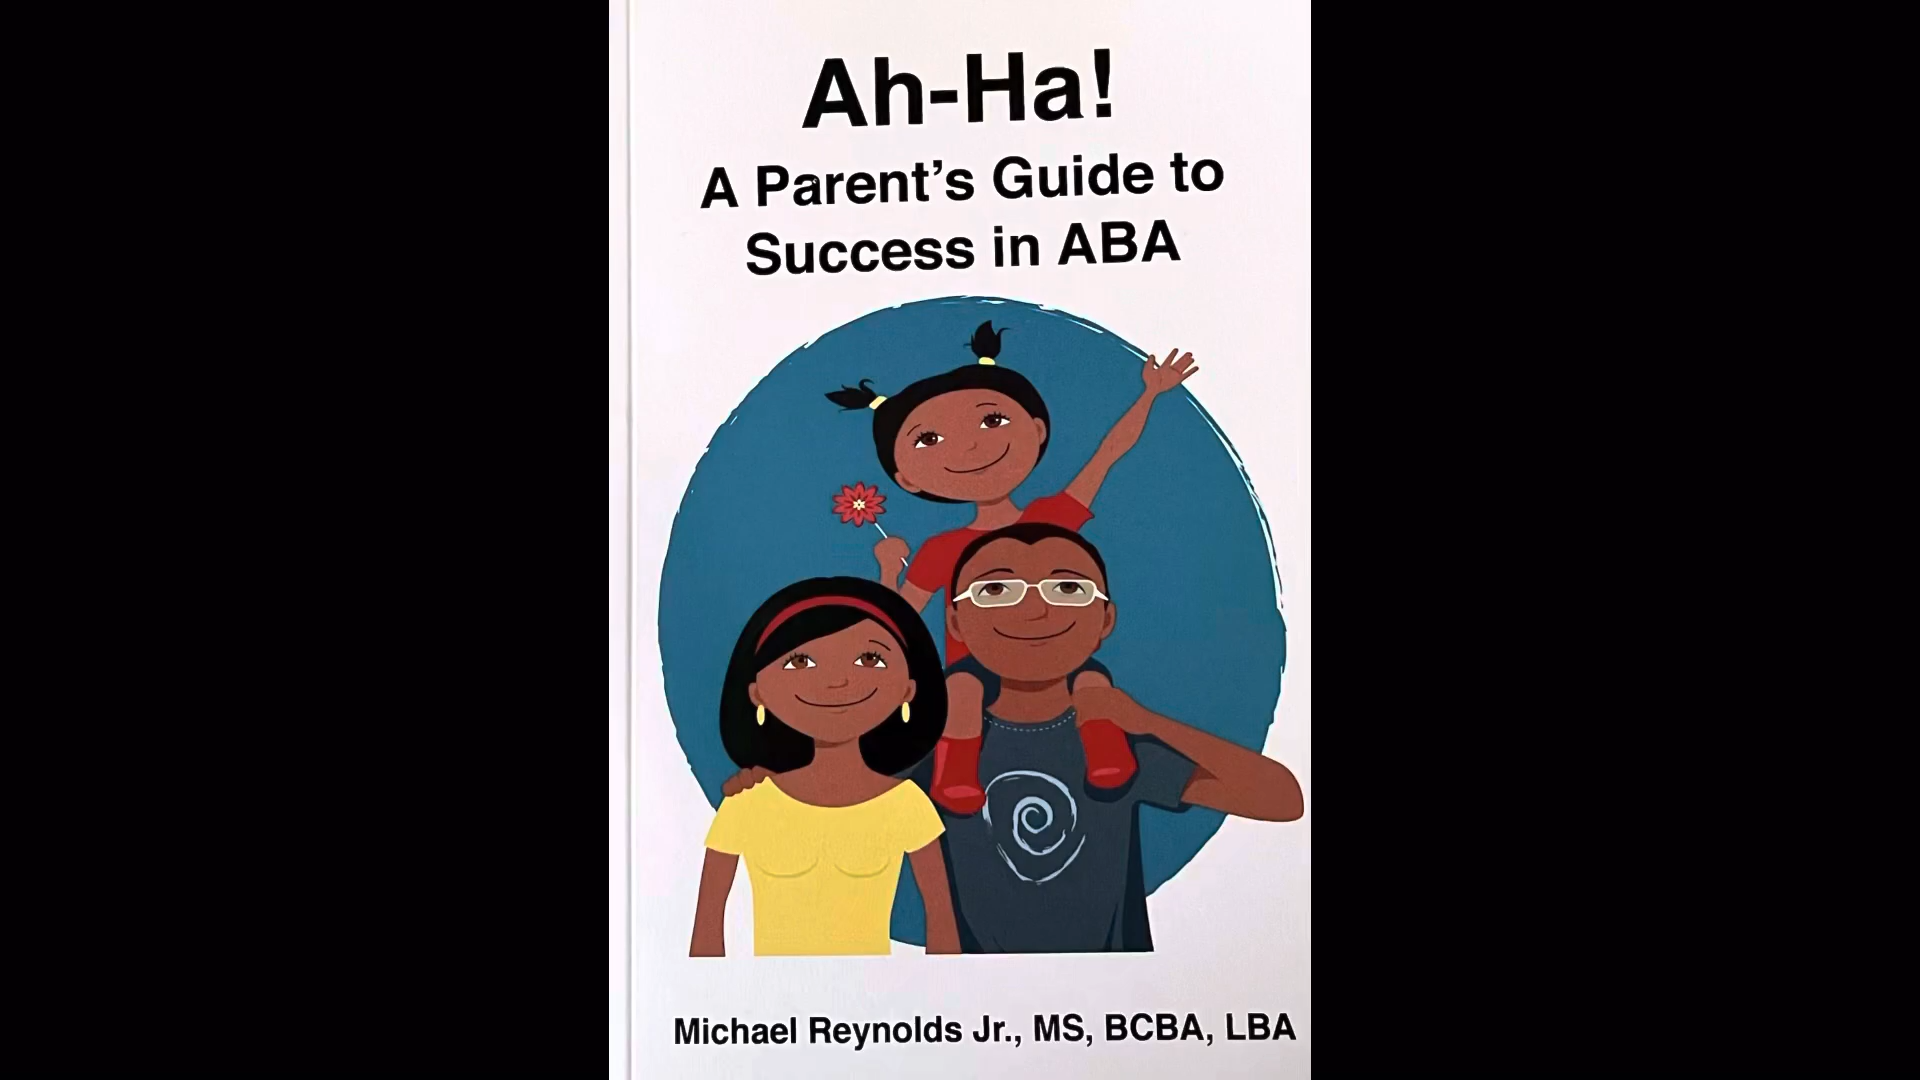 Ah-Ha!
A Parent’s Guide to
Success in ABA
Michael Reynolds Jr., MS, BCBA, LBA